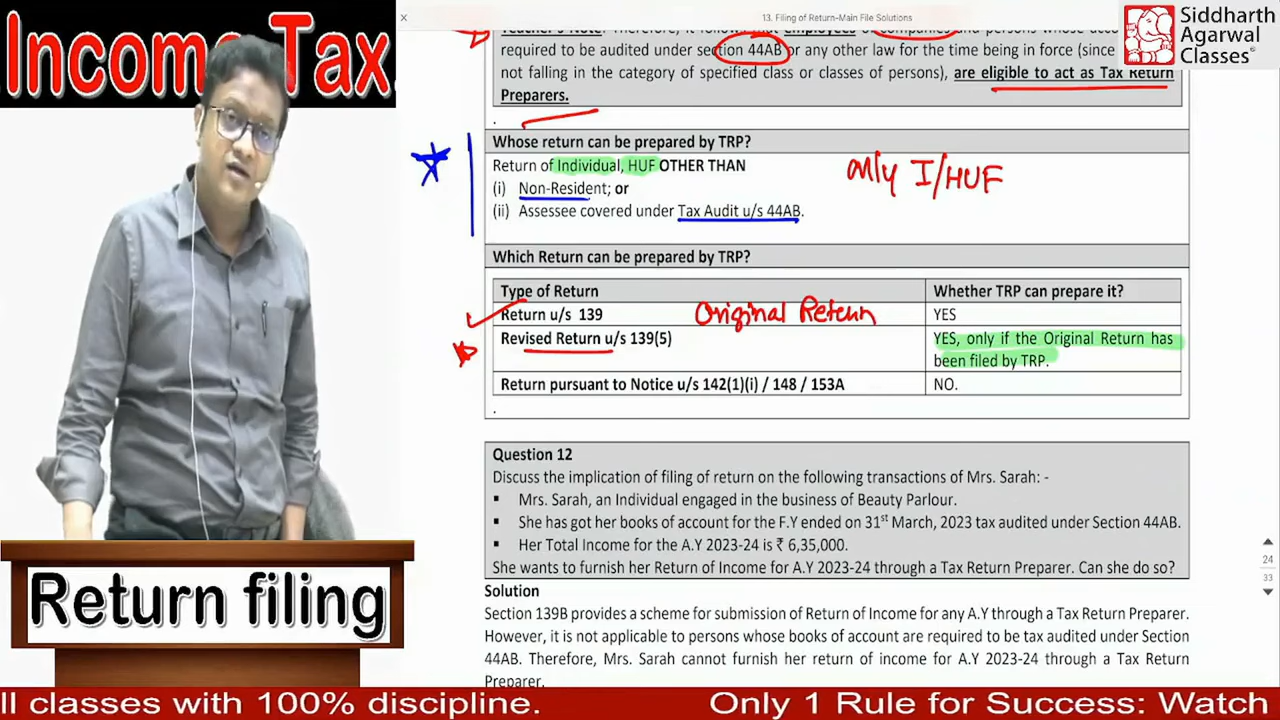 Income Tax.
× 13. Filing of Return-Main File Solutions
Siddharth
Agarwal
Classes®
required to be audited under section 44AB or any other law for the time being in force (since
not falling in the category of specified class or classes of persons), are eligible to act as Tax Return
Preparers.
.
Whose return can be prepared by TRP?
Return of Individual, HUF OTHER THAN
(i) Non-Resident; or
(ii) Assessee covered under Tax Audit u/s 44AB.
only I/HUF
Which Return can be prepared by TRP?
Type of Return Whether TRP can prepare it?
Return u/s 139 Original Return YES
Revised Return u/s 139(5) YES, only if the Original Return has
been filed by TRP.
Return pursuant to Notice u/s 142(1)(i) / 148 / 153A NO.
.
Question 12
Discuss the implication of filing of return on the following transactions of Mrs. Sarah: -
▪ Mrs. Sarah, an Individual engaged in the business of Beauty Parlour.
▪ She has got her books of account for the F.Y ended on 31st March, 2023 tax audited under Section 44AB.
▪ Her Total Income for the A.Y 2023-24 is ₹ 6,35,000.
She wants to furnish her Return of Income for A.Y 2023-24 through a Tax Return Preparer. Can she do so?
24
33
Solution
Section 139B provides a scheme for submission of Return of Income for any A.Y through a Tax Return Preparer.
However, it is not applicable to persons whose books of account are required to be tax audited under Section
44AB. Therefore, Mrs. Sarah cannot furnish her return of income for A.Y 2023-24 through a Tax Return
Preparer.
Return filing
ll classes with 100% discipline. Only 1 Rule for Success: Watch